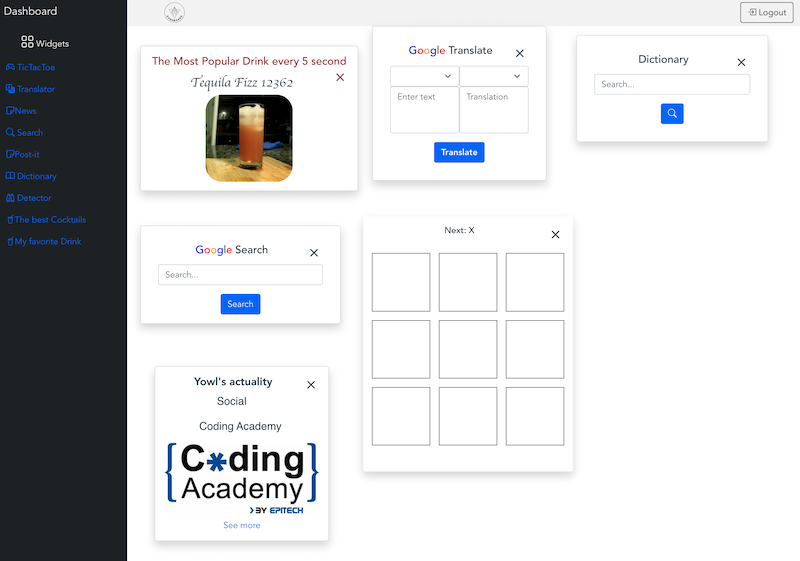 Dashboard
Widgets
TicTacToe
Translator
News
Search
Post-it
Dictionary
Detector
The best Cocktails
My favorite Drink
Logout
The Most Popular Drink every 5 second
Tequila Fizz 12362
Google Translate
Enter text
Translation
Translate
Dictionary
Search...
Google Search
Search...
Search
Next: X
Yowl's actuality
Social
Coding Academy
{C*ding
Academy}
>BY EPITECH
See more